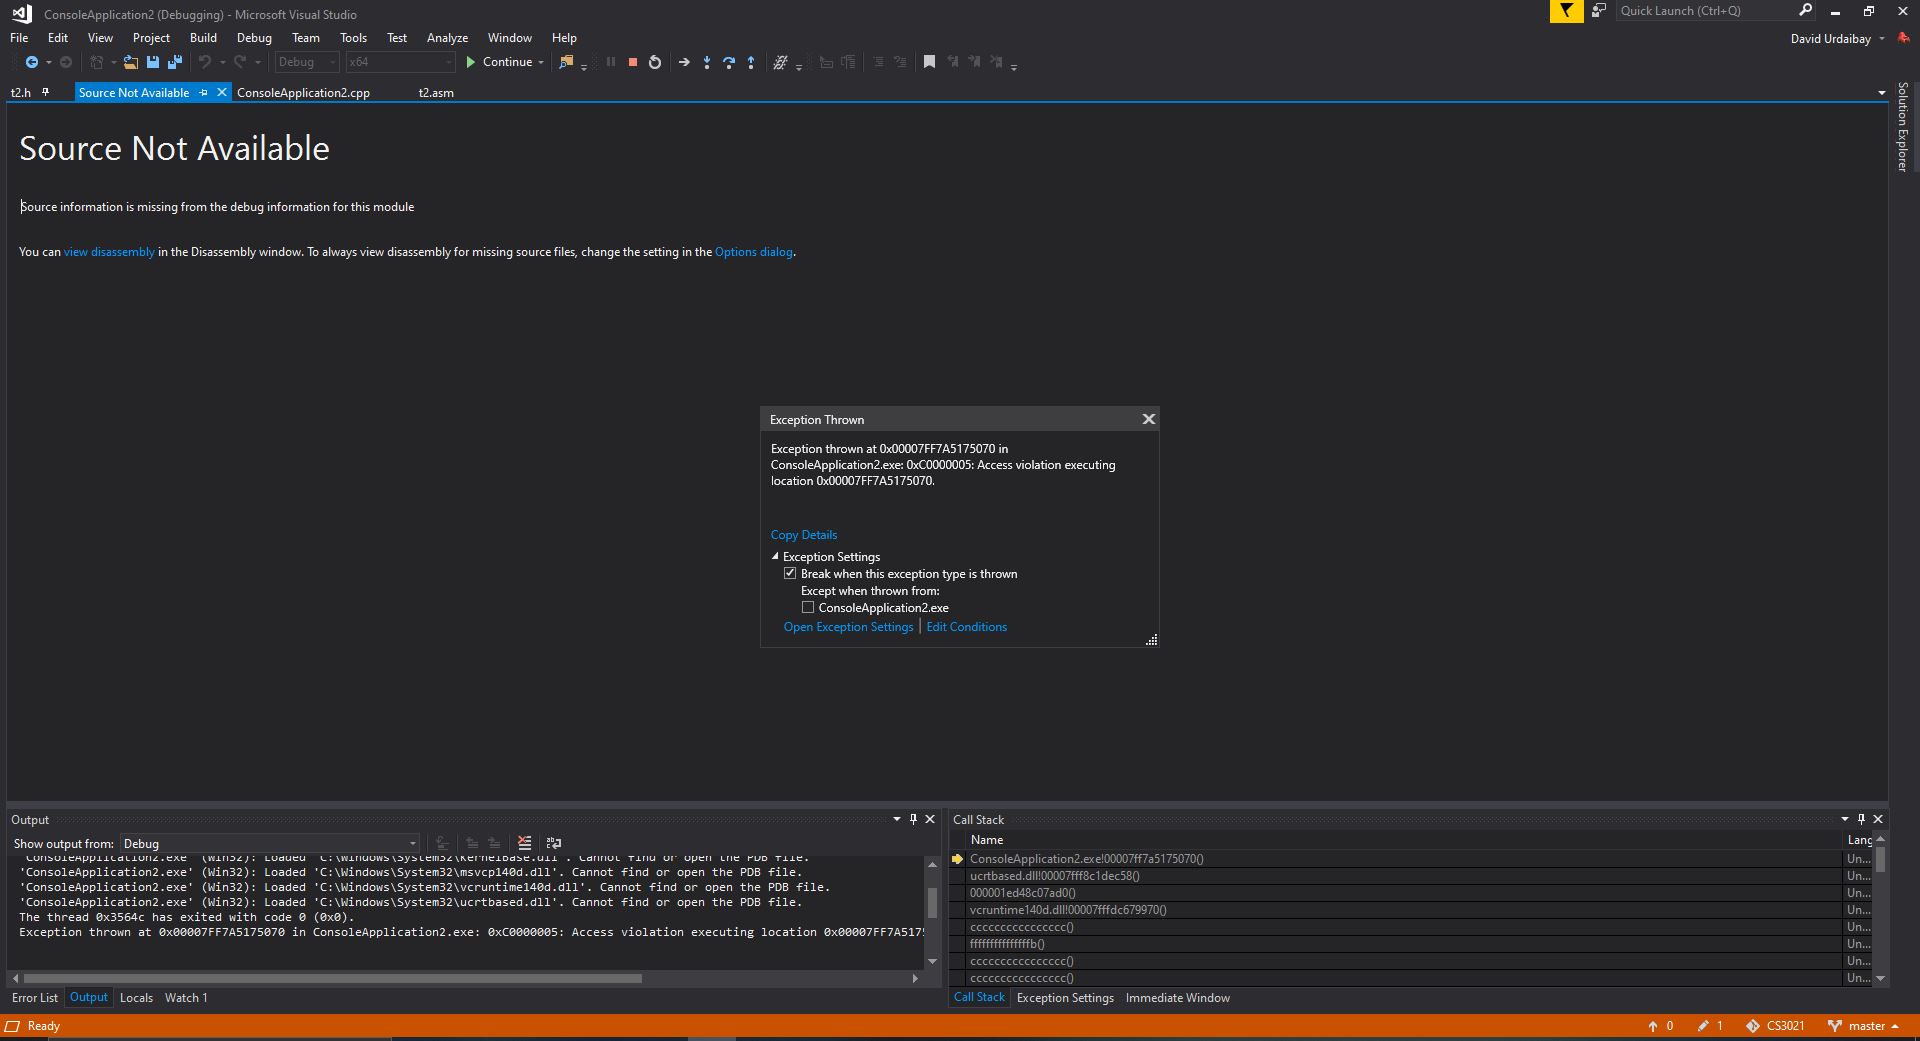 ConsoleApplication2 (Debugging) - Microsoft Visual Studio
Quick Launch (Ctrl+Q)
File Edit View Project Build Debug Team Tools Test Analyze Window Help
David Urdaibay
Debug x64 Continue
t2.h Source Not Available ConsoleApplication2.cpp t2.asm
Solution Explorer
Source Not Available
Source information is missing from the debug information for this module
You can view disassembly in the Disassembly window. To always view disassembly for missing source files, change the setting in the Options dialog.
Exception Thrown
Exception thrown at 0x00007FF7A5175070 in
ConsoleApplication2.exe: 0xC0000005: Access violation executing
location 0x00007FF7A5175070.
Copy Details
Exception Settings
Break when this exception type is thrown
Except when thrown from:
ConsoleApplication2.exe
Open Exception Settings | Edit Conditions
Output
Show output from: Debug
'ConsoleApplication2.exe' (Win32): Loaded 'C:\Windows\System32\KernelBase.dll'. Cannot find or open the PDB file.
'ConsoleApplication2.exe' (Win32): Loaded 'C:\Windows\System32\msvcp140d.dll'. Cannot find or open the PDB file.
'ConsoleApplication2.exe' (Win32): Loaded 'C:\Windows\System32\vcruntime140d.dll'. Cannot find or open the PDB file.
'ConsoleApplication2.exe' (Win32): Loaded 'C:\Windows\System32\ucrtbased.dll'. Cannot find or open the PDB file.
The thread 0x3564c has exited with code 0 (0x0).
Exception thrown at 0x00007FF7A5175070 in ConsoleApplication2.exe: 0xC0000005: Access violation executing location 0x00007FF7A517
Error List Output Locals Watch 1
Call Stack
Name Lang
ConsoleApplication2.exe!00007ff7a5175070() Un...
ucrtbased.dll!00007fff8c1dec58() Un...
000001ed48c07ad0() Un...
vcruntime140d.dll!00007fffdc679970() Un...
cccccccccccccccc() Un...
fffffffffffffffb() Un...
cccccccccccccccc() Un...
cccccccccccccccc() Un...
Call Stack Exception Settings Immediate Window
Ready
0 1 CS3021 master